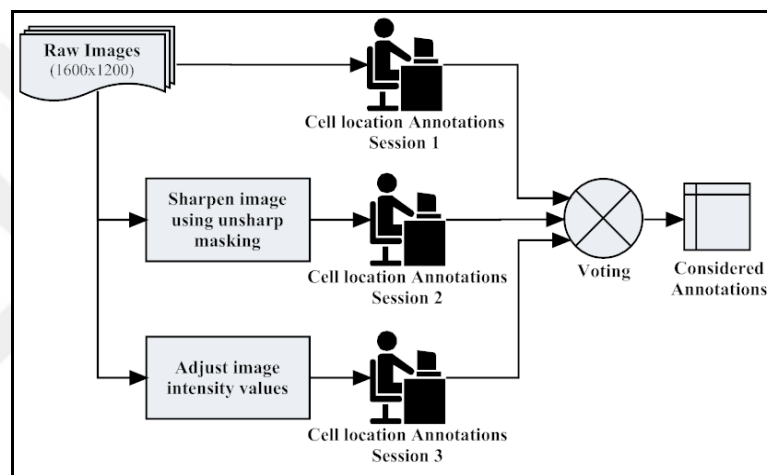 Raw Images
(1600x1200)
Cell location Annotations
Session 1
Sharpen image
using unsharp
masking
Cell location Annotations
Session 2
Voting
Considered
Annotations
Adjust image
intensity values
Cell location Annotations
Session 3